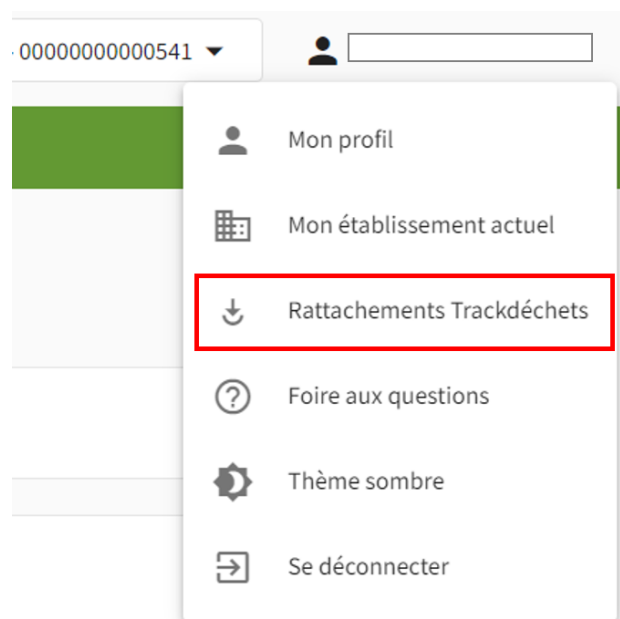 00000000000541
Mon profil
Mon établissement actuel
Rattachements Trackdéchets
Foire aux questions
Thème sombre
Se déconnecter